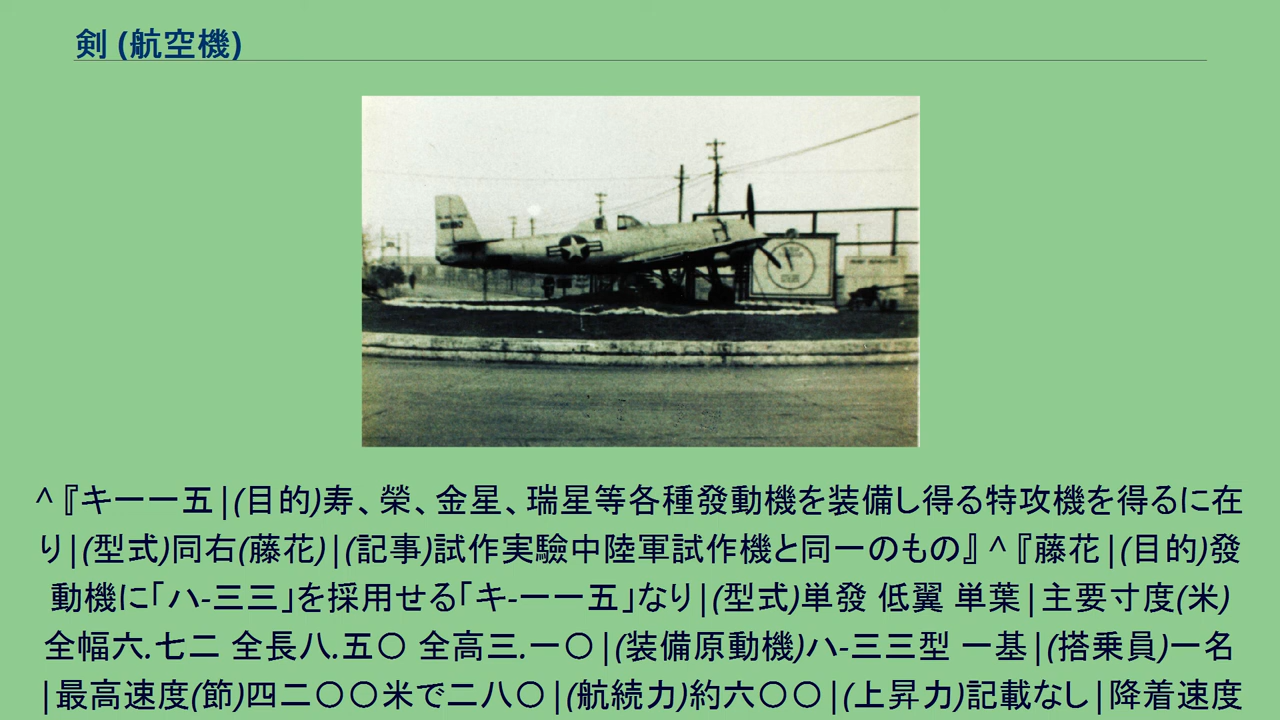 剣 (航空機)
^『キ一一五|(目的)寿、榮、金星、瑞星等各種發動機を装備し得る特攻機を得るに在
り|(型式)同右(藤花)|(記事)試作実驗中陸軍試作機と同一のもの』^『藤花|(目的)發
動機に「ハ-三三」を採用せる「キ-一一五」なり|(型式)単發 低翼 単葉|主要寸度(米)
全幅六.七二 全長八.五〇 全高三.一〇|(装備原動機)ハ-三三型 一基|(搭乗員)一名
|最高速度(節)四二〇〇米で二八〇|(航続力)約六〇〇|(上昇力)記載なし|降着速度